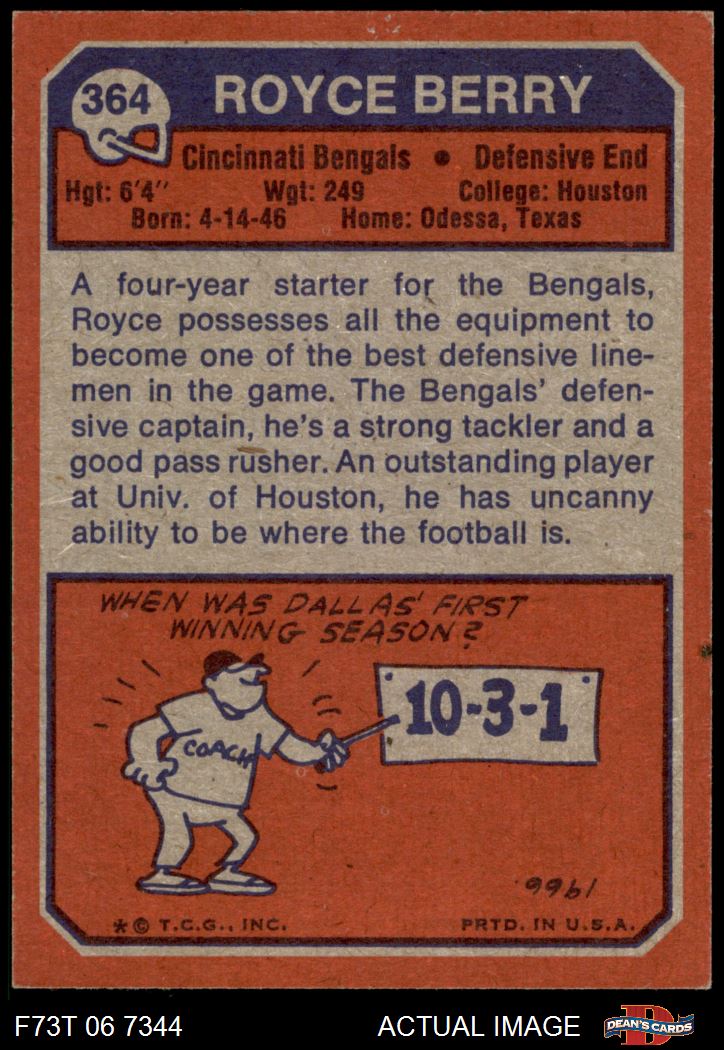 364
ROYCE BERRY
Cincinnati Bengals • Defensive End
Hgt: 6'4" Wgt: 249 College: Houston
Born: 4-14-46 Home: Odessa, Texas
A four-year starter for the Bengals,
Royce possesses all the equipment to
become one of the best defensive line-
men in the game. The Bengals' defen-
sive captain, he's a strong tackler and a
good pass rusher. An outstanding player
at Univ. of Houston, he has uncanny
ability to be where the football is.
WHEN WAS DALLAS' FIRST
WINNING SEASON?
10-3-1
COACH
1966
* © T.C.G., INC. PRTD. IN U.S.A.
F73T 06 7344 ACTUAL IMAGE
D
DEAN'S CARDS